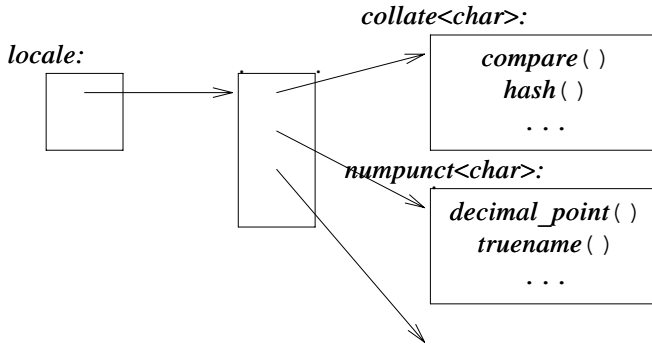 collate<char>:
locale:
compare()
hash()
...
numpunct<char>:
decimal_point()
truename()
...